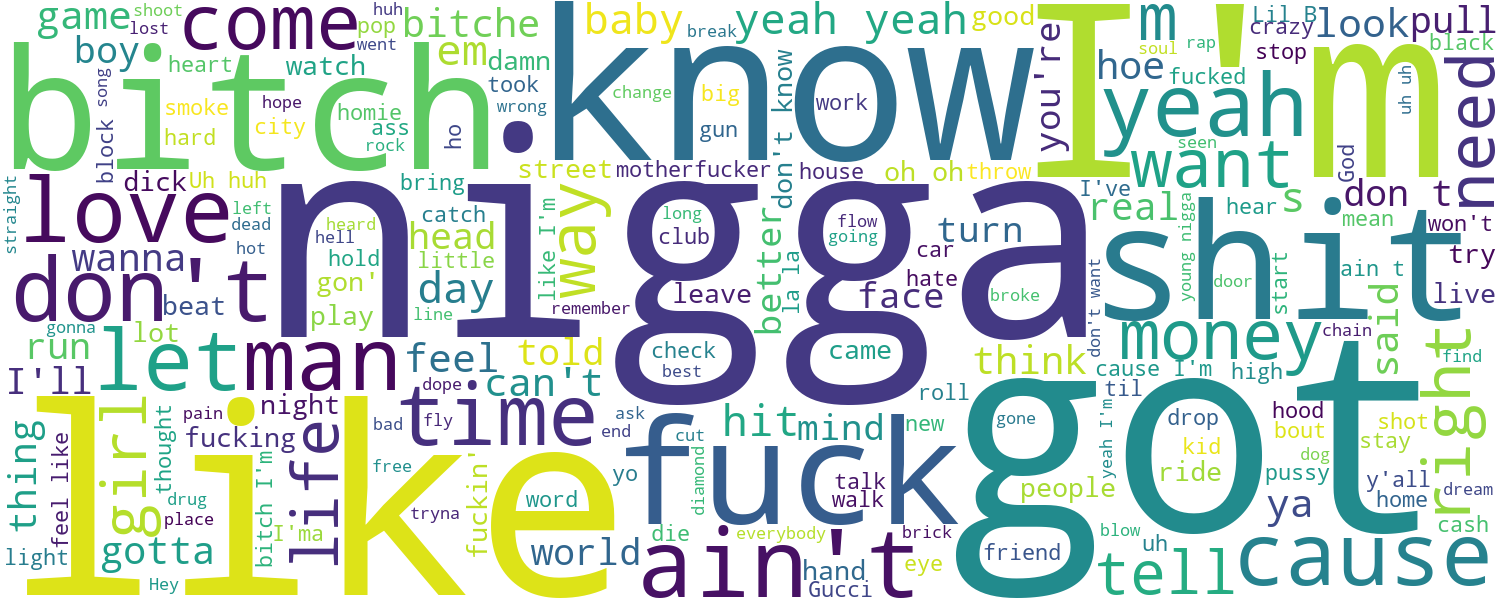 game
shoot
lost
come
huh
pop
went
bitche
baby
break
yeah yeah
good
I'm
m
Lil B
crazy
stop
look
pull
black
boy
heart
watch
em
damn
took
wrong
know
change
big
gun
work
don't know
you're
hoe
soul
rap
fucked
yeah
uh uh
need
bitch
song
block
smoke
hard
hope
city
homie
ass
rock
ho
street
motherfucker
house
oh oh
throw
want
seen
God
straight
love
dick
Uh huh
left
dead
hot
bring
catch
heard
hell
hold
head
little
like I'm
way
long
club
flow
going
car
hate
turn
I've
real
young nigga
hear
s
don t
mean
won't
try
wanna
don't
beat
gon'
play
day
line
nigga
remember
leave
better
la la
face
broke
don't want
shit
door
start
ain t
live
gonna
lot
run
I'll
let
man
feel
told
can't
check
best
came
think
money
chain
said
cause I'm
high
right
find
roll
til
dope
time
fly
bad
night
pain
fucking
girl
thought
thing
feel like
like
life
free
drug
place
bitch I'm
I'ma
light
Hey
gotta
tryna
fuckin'
word
world
ask
end
yo
hit
mind
cut
diamond
new
fuck
talk
walk
die
everybody
ain't
hand
Gucci
brick
eye
got
gone
friend
people
yeah I'm
drop
kid
ride
hood
bout
dog
pussy
shot
stay
y'all
home
dream
cash
ya
blow
uh
tell
cause